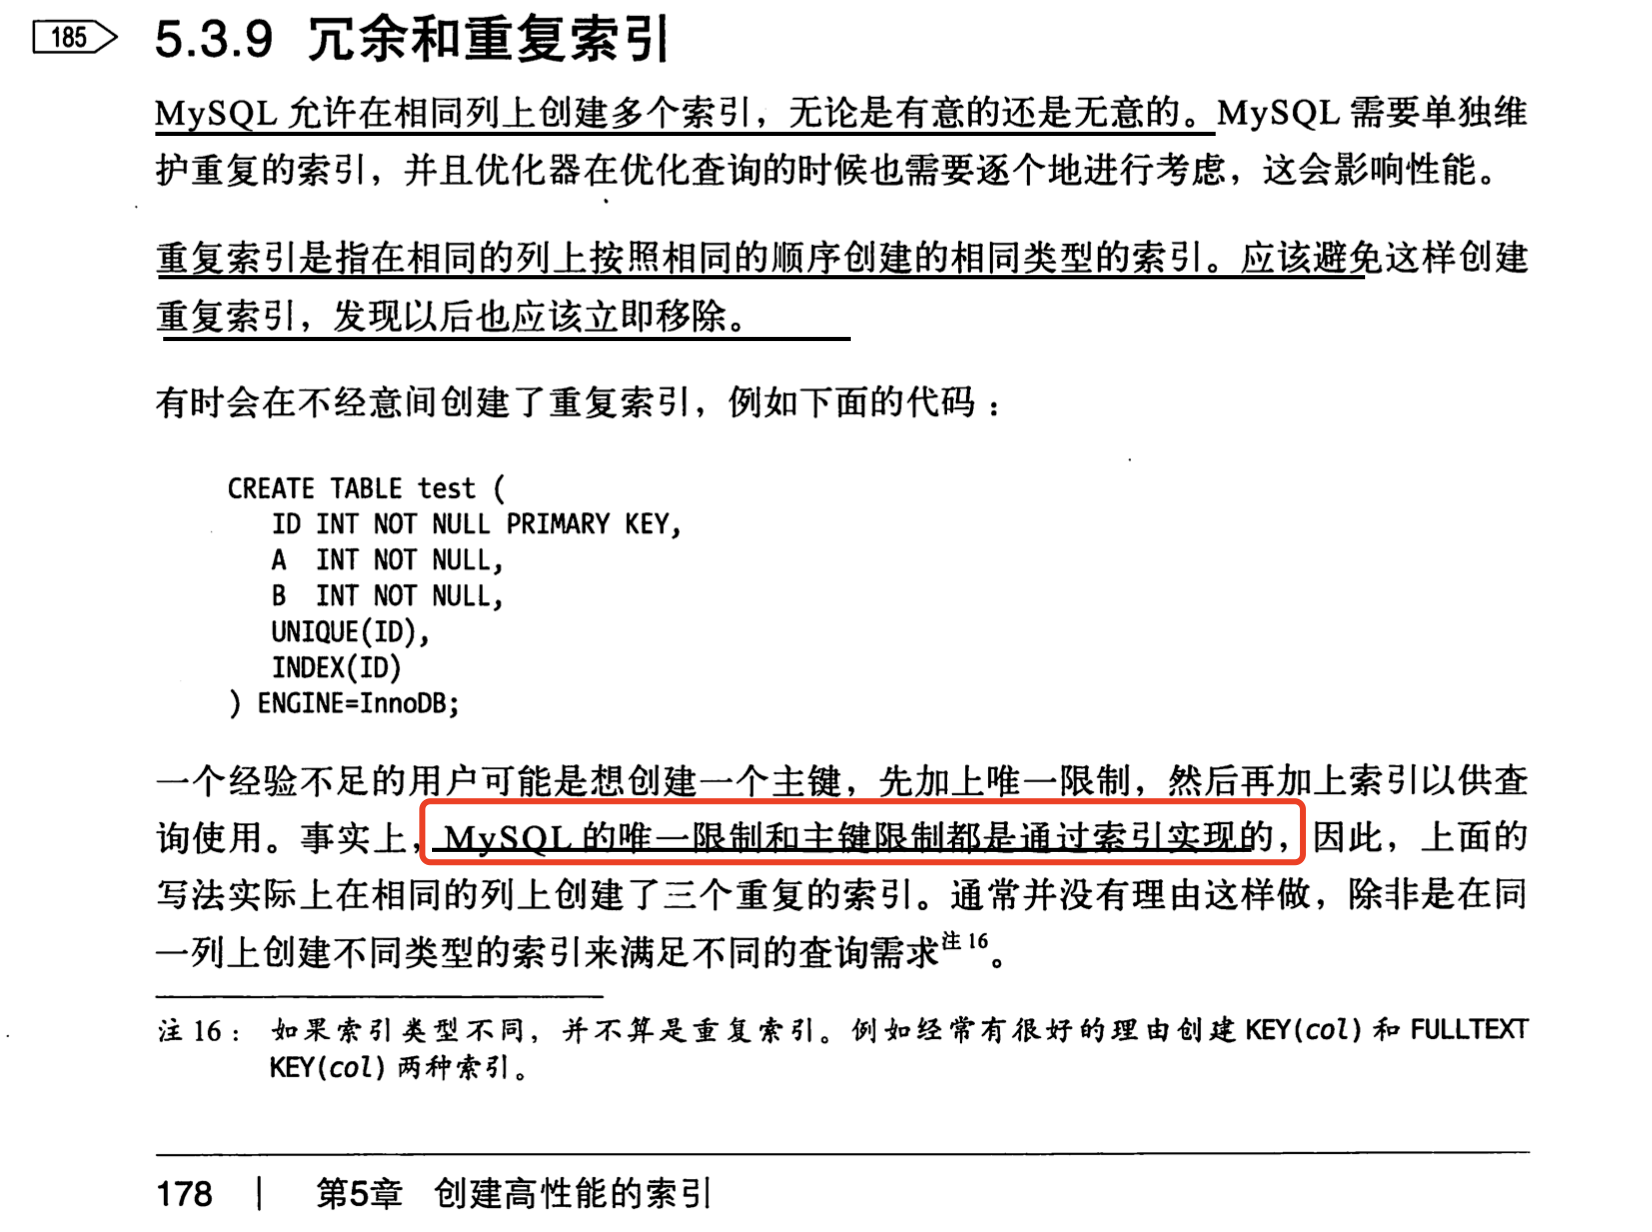 185
5.3.9 冗余和重复索引
MySQL 允许在相同列上创建多个索引，无论是有意的还是无意的。MySQL 需要单独维
护重复的索引，并且优化器在优化查询的时候也需要逐个地进行考虑，这会影响性能。
重复索引是指在相同的列上按照相同的顺序创建的相同类型的索引。应该避免这样创建
重复索引，发现以后也应该立即移除。
有时会在不经意间创建了重复索引，例如下面的代码：
CREATE TABLE test (
ID INT NOT NULL PRIMARY KEY,
A INT NOT NULL,
B INT NOT NULL,
UNIQUE(ID),
INDEX(ID)
) ENGINE=InnoDB;
一个经验不足的用户可能是想创建一个主键，先加上唯一限制，然后再加上索引以供查
询使用。事实上，MySQL 的唯一限制和主键限制都是通过索引实现的，因此，上面的
写法实际上在相同的列上创建了三个重复的索引。通常并没有理由这样做，除非是在同
一列上创建不同类型的索引来满足不同的查询需求注 16。
注 16： 如果索引类型不同，并不算是重复索引。例如经常有很好的理由创建 KEY(col) 和 FULLTEXT
KEY(col) 两种索引。
178 | 第5章 创建高性能的索引